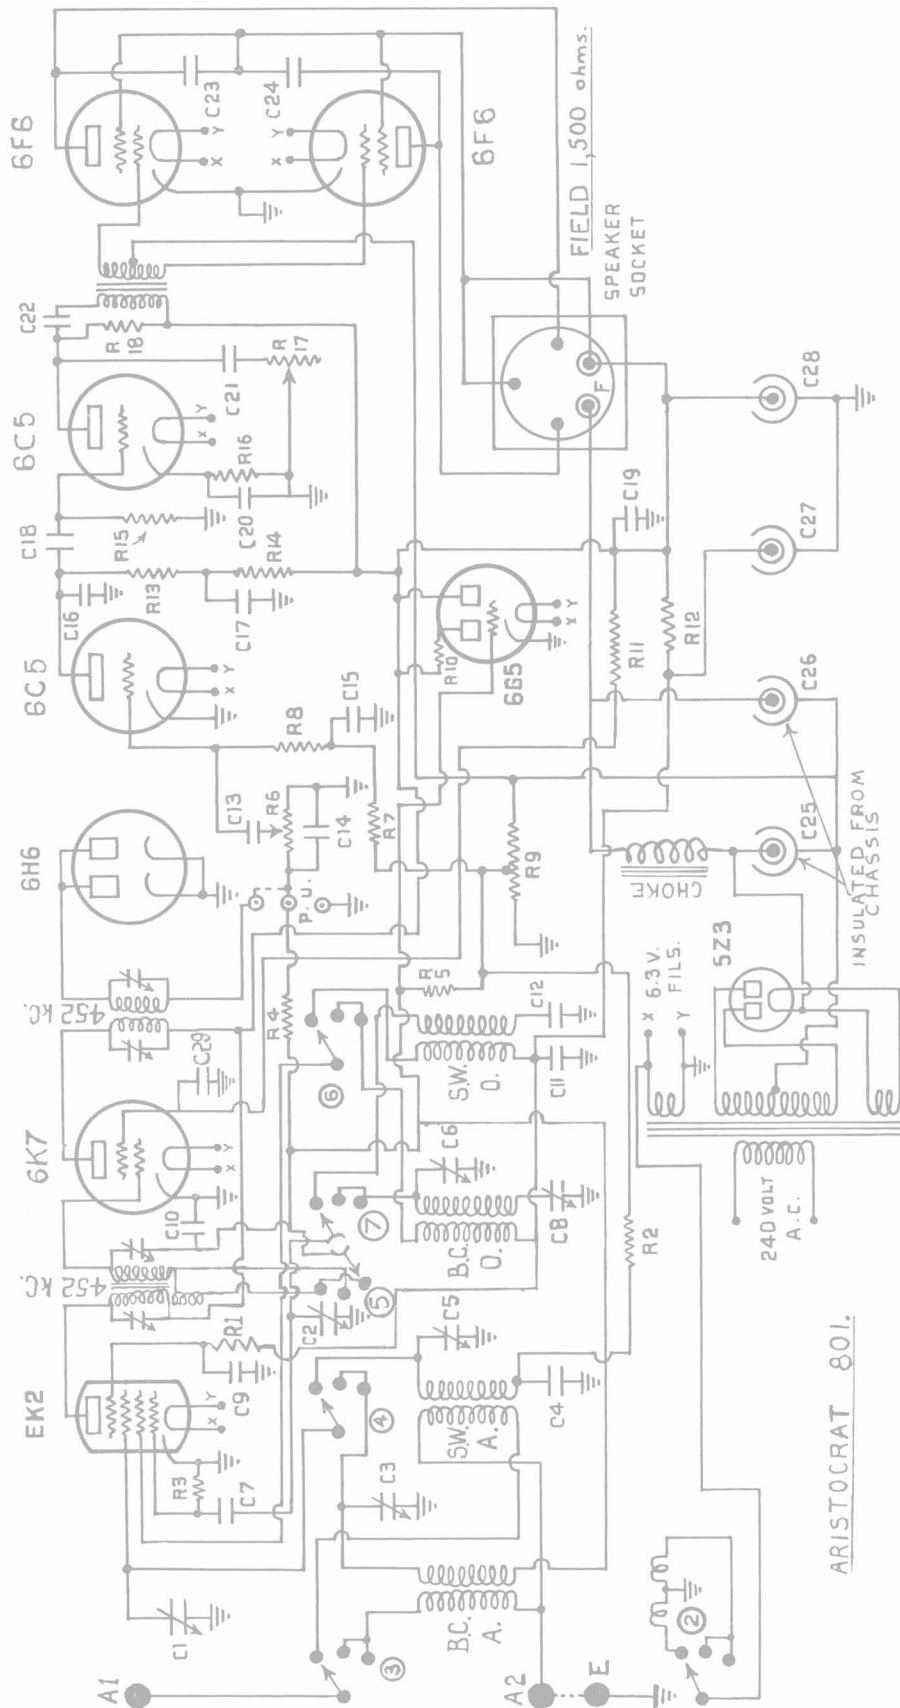 EK2
6K7
6H6
6C5
6C5
6F6
6F6
6G5
5Z3
452 KC.
452 KC.
A1
A2
E
C1
C2
C3
C4
C5
C6
C7
C8
C9
C10
C11
C12
C13
C14
C15
C16
C17
C18
C19
C20
C21
C22
C23
C24
C25
C26
C27
C28
C29
R1
R2
R3
R4
R5
R6
R7
R8
R9
R10
R11
R12
R13
R14
R15
R16
R17
R18
X Y
X Y
X Y
X Y
X Y
X Y
X Y
p. u.
②
③
④
⑤
⑥
⑦
B.C.
A.
S.W.
A.
B.C.
O.
S.W.
O.
CHOKE
F
FIELD 1,500 ohms.
SPEAKER
SOCKET
INSULATED FROM
CHASSIS
X 6.3 V.
Y FILS.
240 VOLT
A.C.
ARISTOCRAT 801.